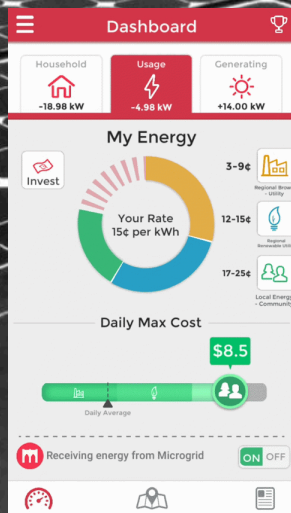 Dashboard
Household
Usage
Generating
-18.98 kW
-4.98 kW
+14.00 kW
My Energy
Invest
3-9¢
Regional Brow
- Utility
Your Rate
15¢ per kWh
12-15¢
Regional
Renewable Utili
17-25¢
Local Energy
- Community
Daily Max Cost
$8.5
Daily Average
m
Receiving energy from Microgrid
ON OFF